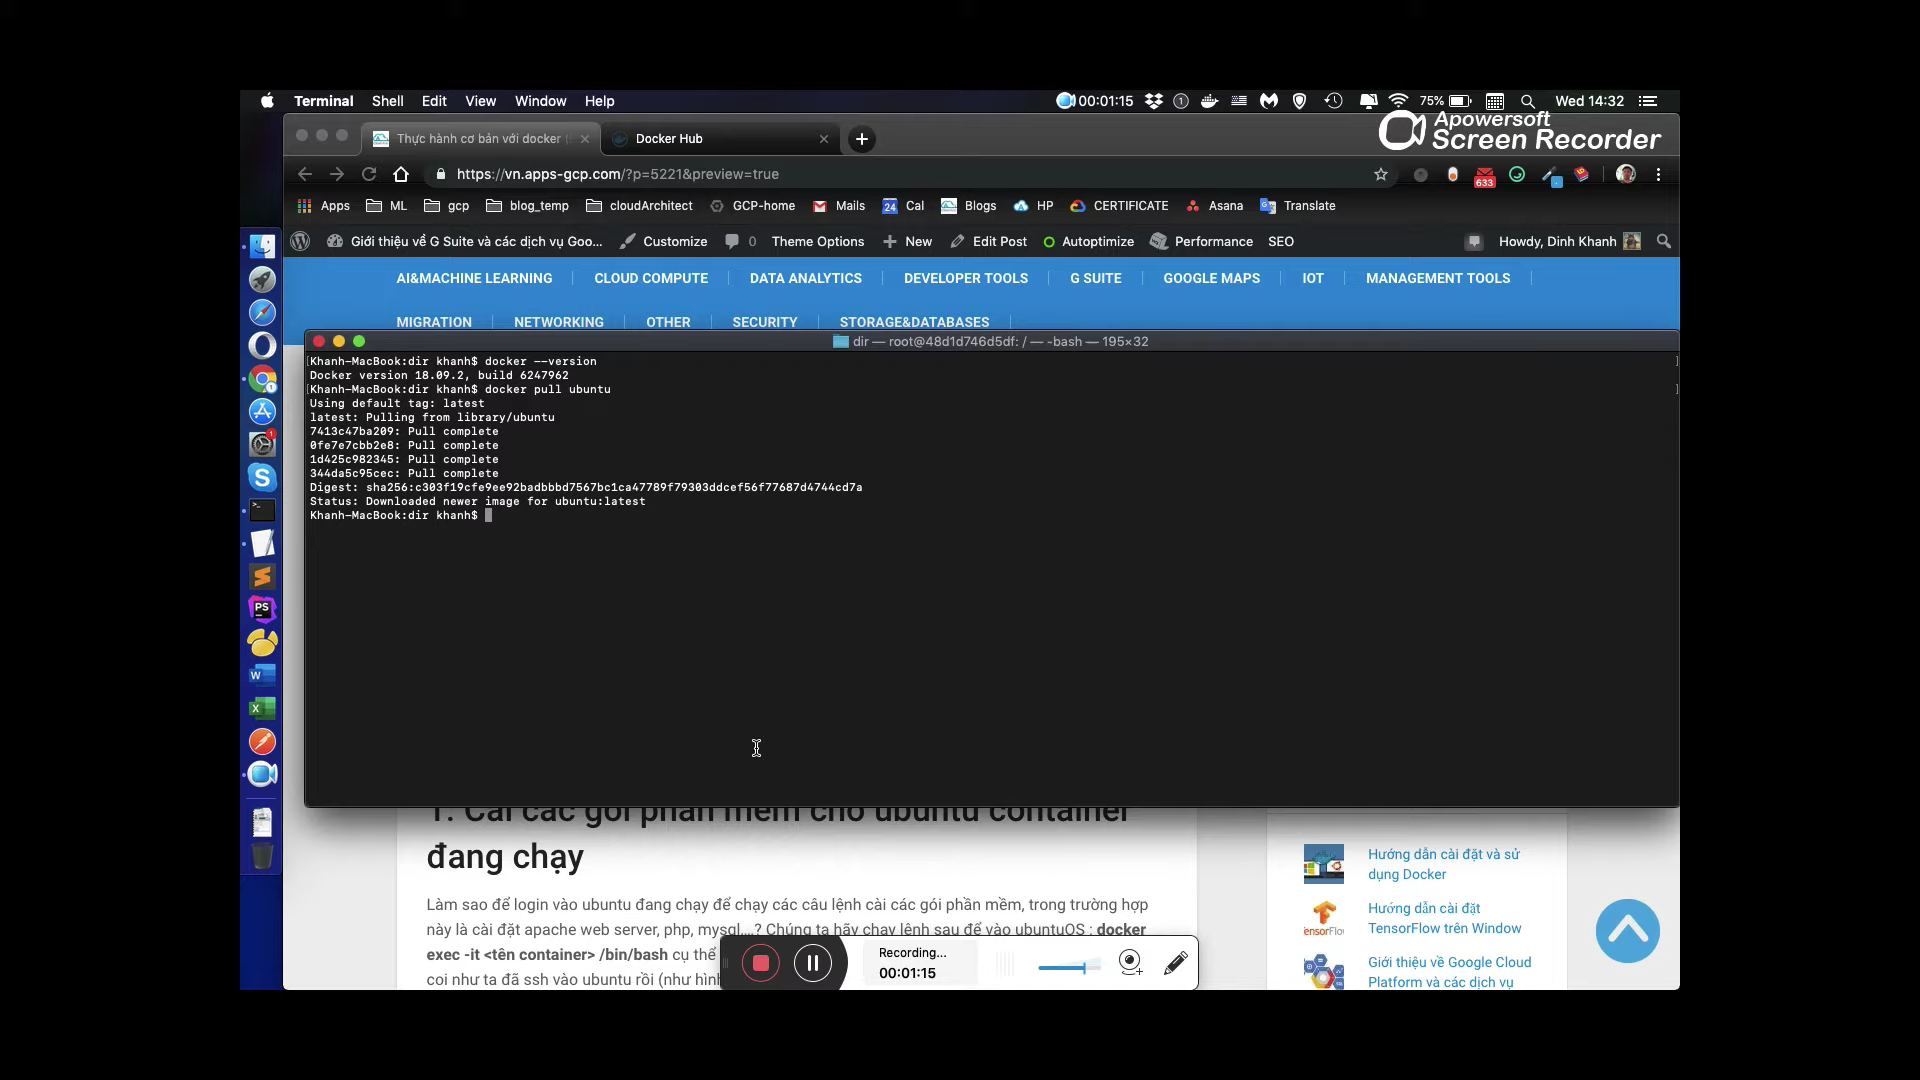 Terminal Shell Edit View Window Help 00:01:15 1 75% Wed 14:32
Apowersoft
Screen Recorder
Thực hành cơ bản với docker Docker Hub
https://vn.apps-gcp.com/?p=5221&preview=true 633
Apps ML gcp blog_temp cloudArchitect GCP-home Mails 24 Cal Blogs HP CERTIFICATE Asana Translate
Giới thiệu về G Suite và các dịch vụ Goo... Customize 0 Theme Options New Edit Post Autoptimize Performance SEO Howdy, Dinh Khanh
AI&MACHINE LEARNING CLOUD COMPUTE DATA ANALYTICS DEVELOPER TOOLS G SUITE GOOGLE MAPS IOT MANAGEMENT TOOLS
MIGRATION NETWORKING OTHER SECURITY STORAGE&DATABASES
dir — root@48d1d746d5df: / — -bash — 195×32
[Khanh-MacBook:dir khanh$ docker --version ]
Docker version 18.09.2, build 6247962
[Khanh-MacBook:dir khanh$ docker pull ubuntu ]
Using default tag: latest
latest: Pulling from library/ubuntu
7413c47ba209: Pull complete
0fe7e7cbb2e8: Pull complete
1d425c982345: Pull complete
344da5c95cec: Pull complete
Digest: sha256:c303f19cfe9ee92badbbbd7567bc1ca47789f79303ddcef56f77687d4744cd7a
Status: Downloaded newer image for ubuntu:latest
Khanh-MacBook:dir khanh$
1. Cài các gói phần mềm cho ubuntu container
đang chạy
Làm sao để login vào ubuntu đang chạy để chạy các câu lệnh cài các gói phần mềm, trong trường hợp
này là cài đặt apache web server, php, mysql,...? Chúng ta hãy chạy lệnh sau để vào ubuntuOS : docker
exec -it <tên container> /bin/bash cụ thể
coi như ta đã ssh vào ubuntu rồi (như hình
Hướng dẫn cài đặt và sử
dụng Docker
Hướng dẫn cài đặt
TensorFlow trên Window
Giới thiệu về Google Cloud
Platform và các dịch vụ
Recording...
00:01:15